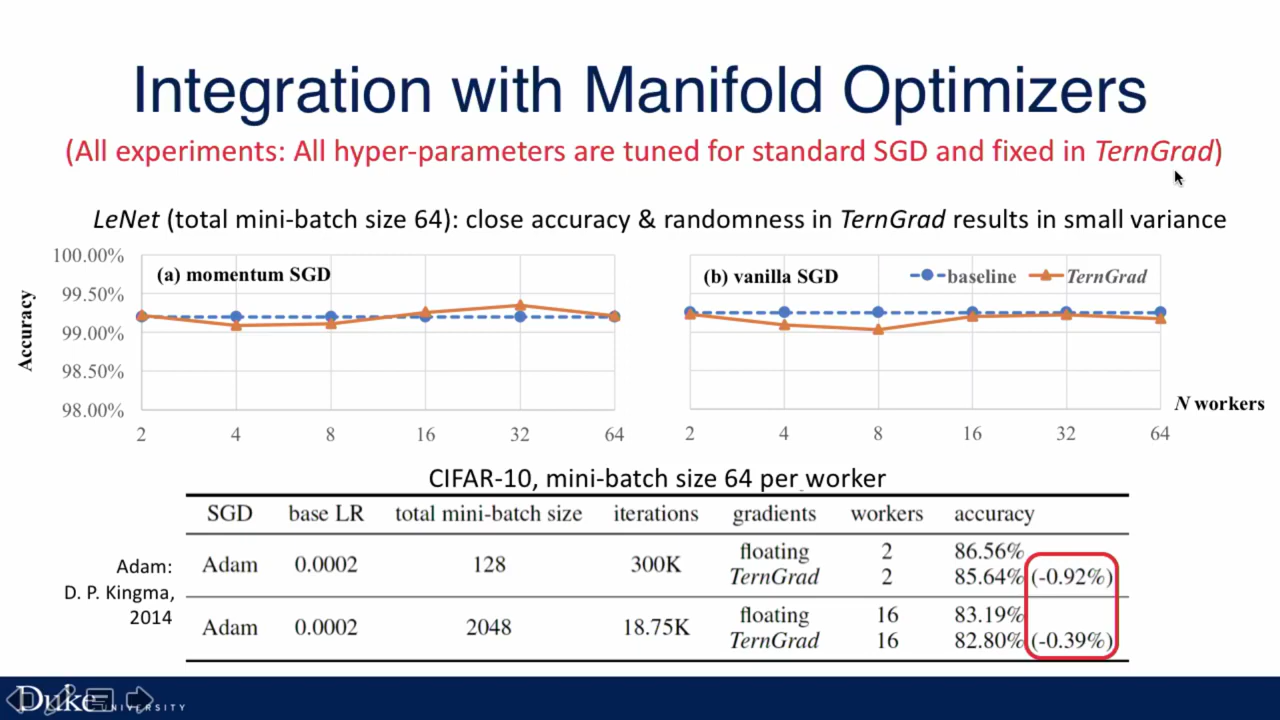 Integration with Manifold Optimizers
(All experiments: All hyper-parameters are tuned for standard SGD and fixed in TernGrad)
LeNet (total mini-batch size 64): close accuracy & randomness in TernGrad results in small variance
Accuracy
100.00%
99.50%
99.00%
98.50%
98.00%
(a) momentum SGD
2 4 8 16 32 64
(b) vanilla SGD
baseline TernGrad
2 4 8 16 32 64
N workers
CIFAR-10, mini-batch size 64 per worker
SGD base LR total mini-batch size iterations gradients workers accuracy
Adam 0.0002 128 300K floating 2 86.56%
TernGrad 2 85.64% (-0.92%)
Adam 0.0002 2048 18.75K floating 16 83.19%
TernGrad 16 82.80% (-0.39%)
Adam:
D. P. Kingma,
2014
Duke UNIVERSITY